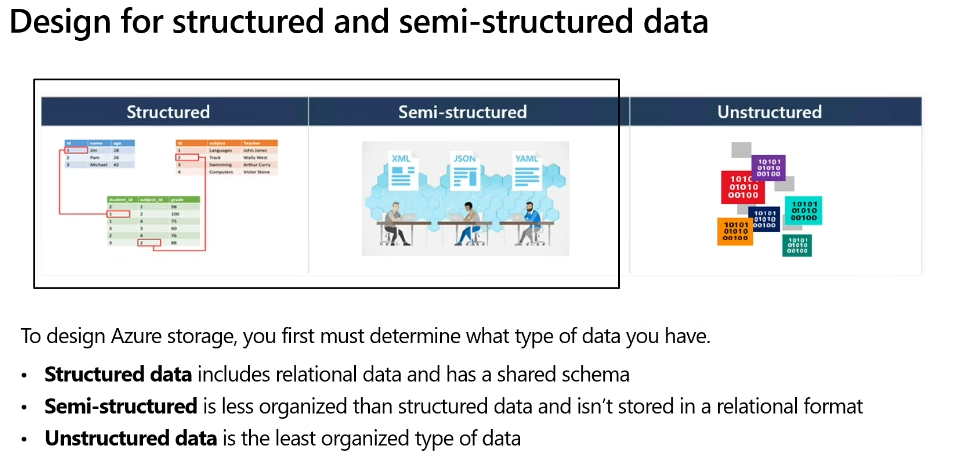 Design for structured and semi-structured data
Structured
Semi-structured
Unstructured
id name age
1 Jim 28
2 Pam 26
3 Michael 42
id subject Teacher
1 Languages John Jones
2 Track Wally West
3 Swimming Arthur Curry
4 Computers Victor Stone
student_id subject_id grade
2 1 98
1 2 100
1 4 75
3 3 60
2 4 76
3 2 88
XML
JSON
YAML
10101
01010
00100
10101
01010
00100
10101
01010
00100
10101
01010
00100
10101
01010
00100
10101
01010
00100
To design Azure storage, you first must determine what type of data you have.
• Structured data includes relational data and has a shared schema
• Semi-structured is less organized than structured data and isn’t stored in a relational format
• Unstructured data is the least organized type of data